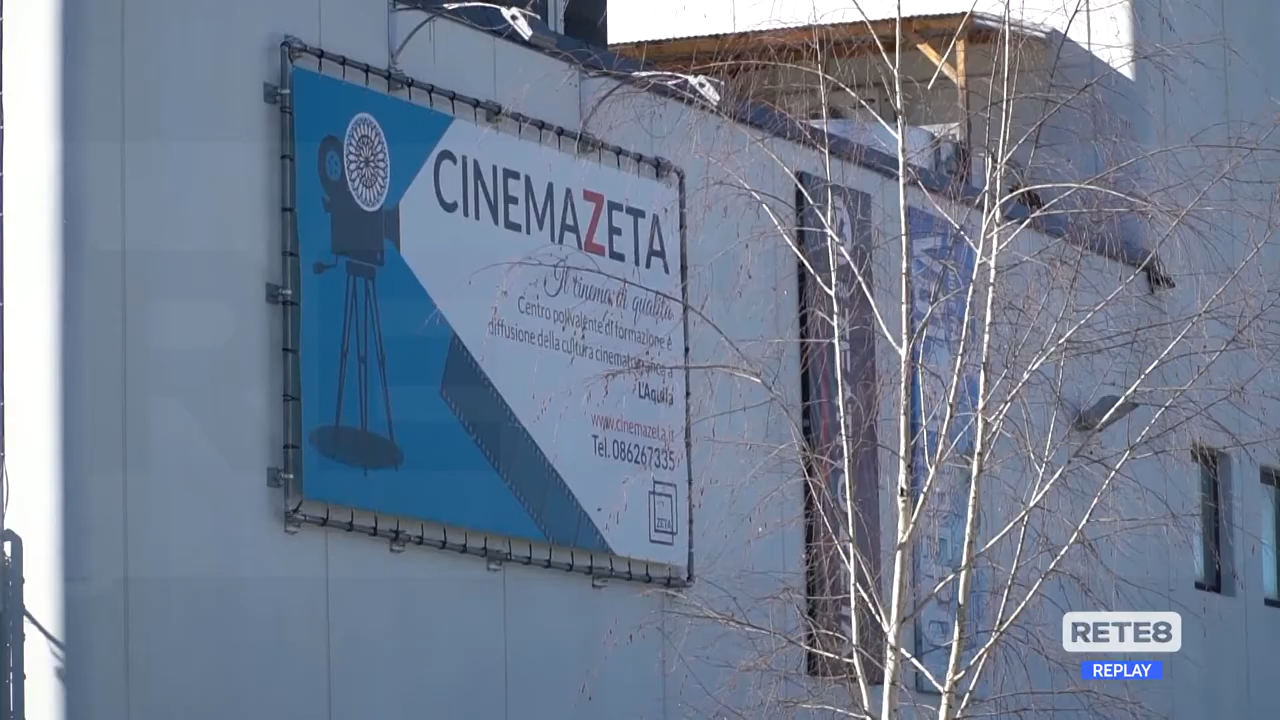 CINEMAZETA
Il cinema di qualità
Centro polivalente di formazione e
diffusione della cultura cinematografica a
L'Aquila
www.cinemazeta.it
Tel. 086267335
ZETA
RETE8
REPLAY